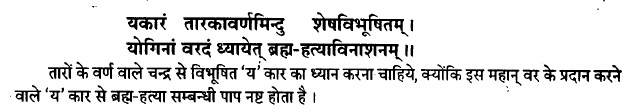 यकारं तारकावर्णमिन्दु शेषविभूषितम्।
योगिनां वरदं ध्यायेत् ब्रह्म-हत्याविनाशनम्॥
तारों के वर्ण वाले चन्द्र से विभूषित ‘य’ कार का ध्यान करना चाहिये, क्योंकि इस महान् वर के प्रदान करने
वाले ‘य’ कार से ब्रह्म-हत्या सम्बन्धी पाप नष्ट होता है।